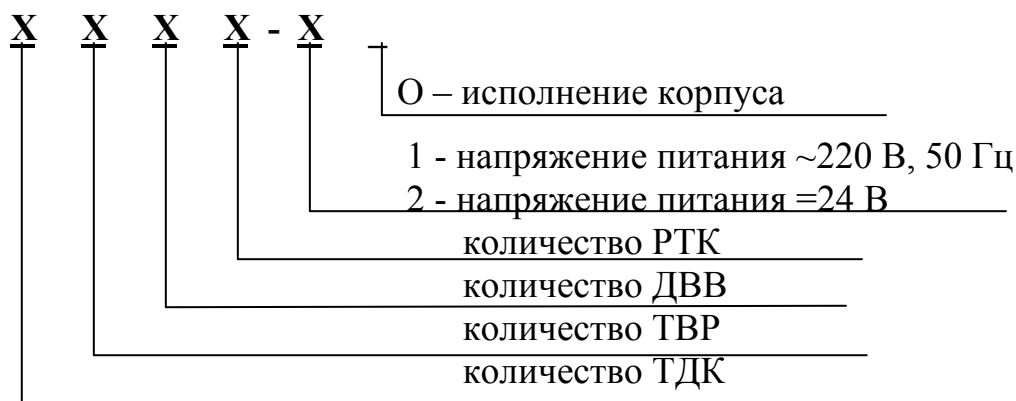 Х Х Х Х - Х _
О – исполнение корпуса
1 - напряжение питания ~220 В, 50 Гц
2 - напряжение питания =24 В
количество РТК
количество ДВВ
количество ТВР
количество ТДК